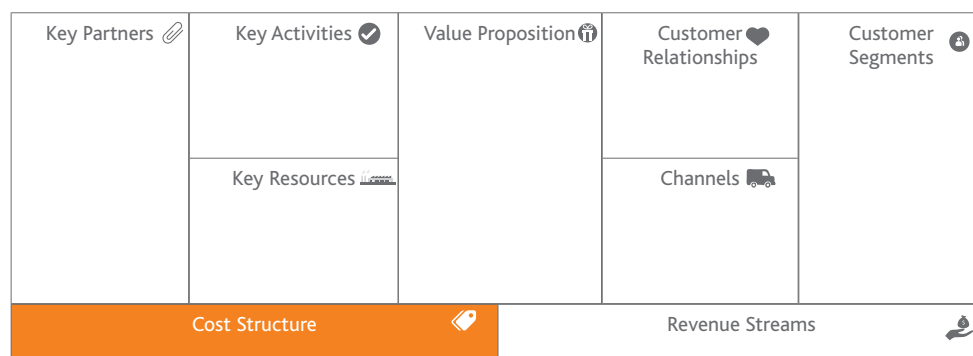 Key Partners
Key Activities
Value Proposition
Customer
Relationships
Customer
Segments
Key Resources
Channels
Cost Structure
Revenue Streams